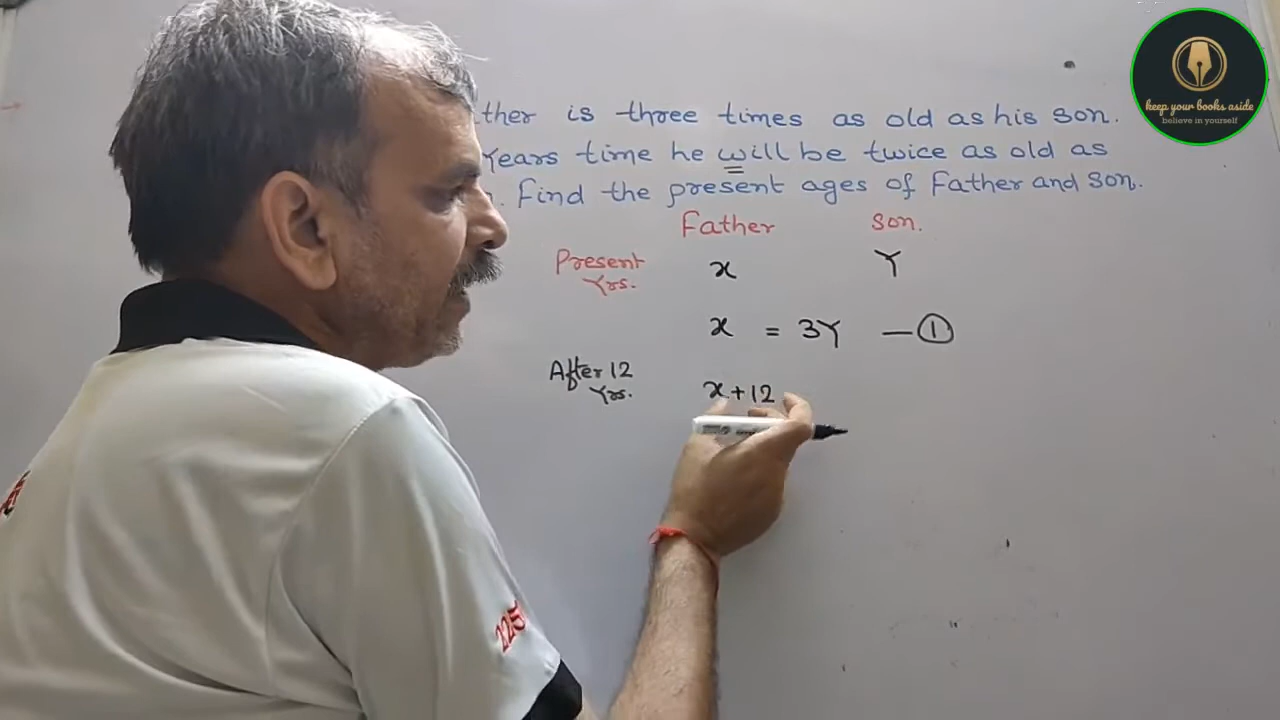 keep your books aside
believe in yourself
ther is three times as old as his son.
Years time he will be twice as old as
. Find the present ages of Father and son.
Father son.
Present x Y
Yrs.
x = 3Y — ①
After 12 x+12
Yrs.
225